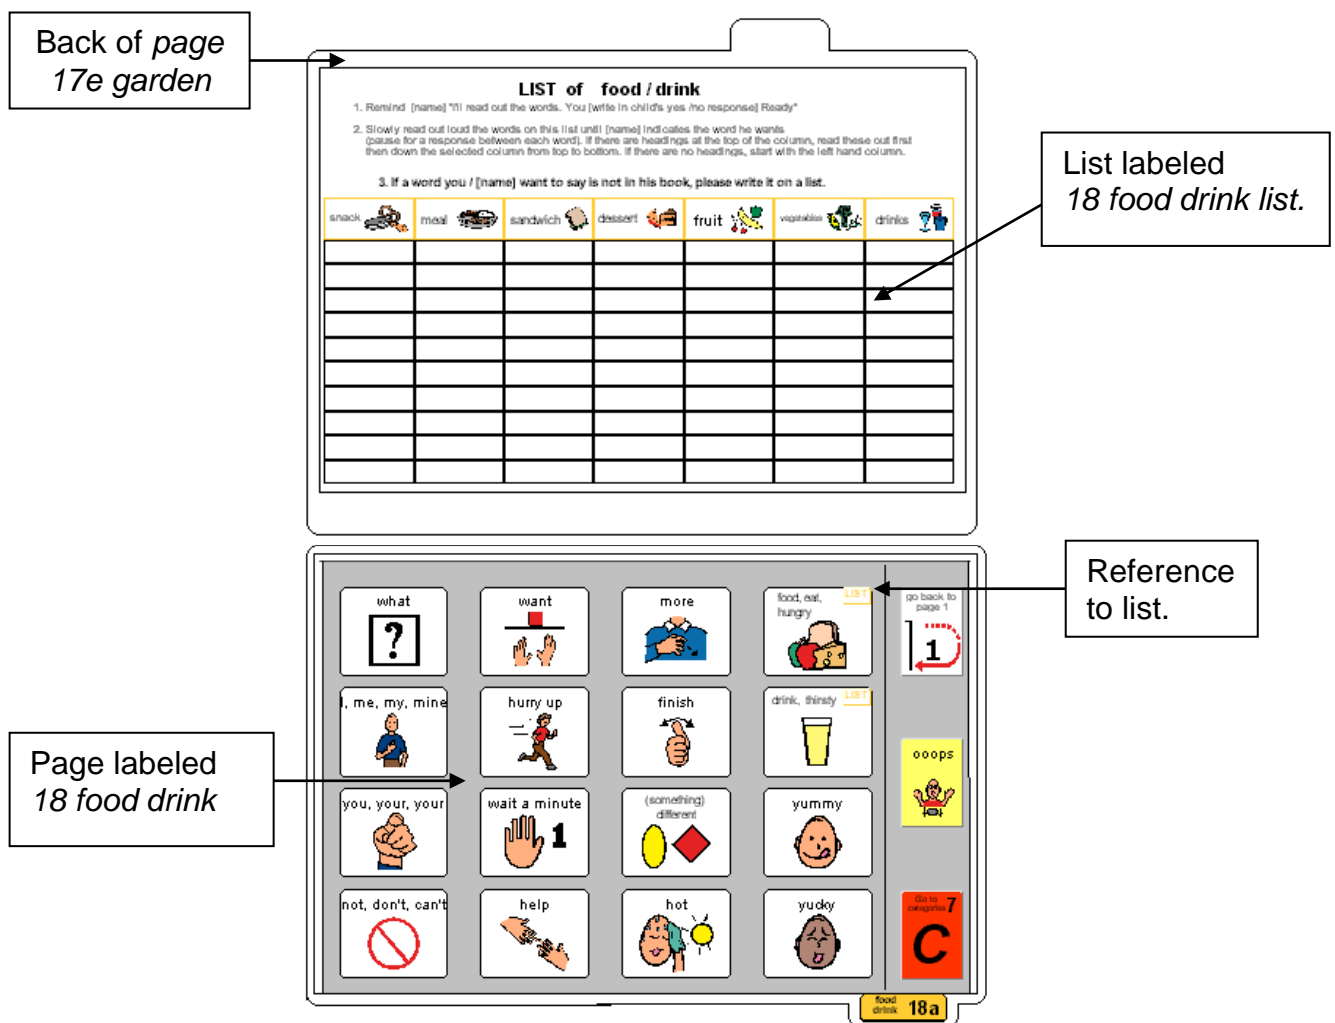 Back of page
17e garden
LIST of food / drink
1. Remind [name] "I'll read out the words. You [write in child's yes /no response] Ready"
2. Slowly read out loud the words on this list until [name] indicates the word he wants
(pause for a response between each word). If there are headings at the top of the column, read these out first
then down the selected column from top to bottom. If there are no headings, start with the left hand column.
3. If a word you / [name] want to say is not in his book, please write it on a list.
List labeled
18 food drink list.
snack meal sandwich dessert fruit vegetables drinks
Reference
to list.
what want more food, eat, hungry LIST go back to page 1
? 1
I, me, my, mine hurry up finish drink, thirsty LIST
ooops
Page labeled
18 food drink
you, your, your wait a minute (something) different yummy
1
not, don't, can't help hot yucky Go to categories 7
C
food drink 18a